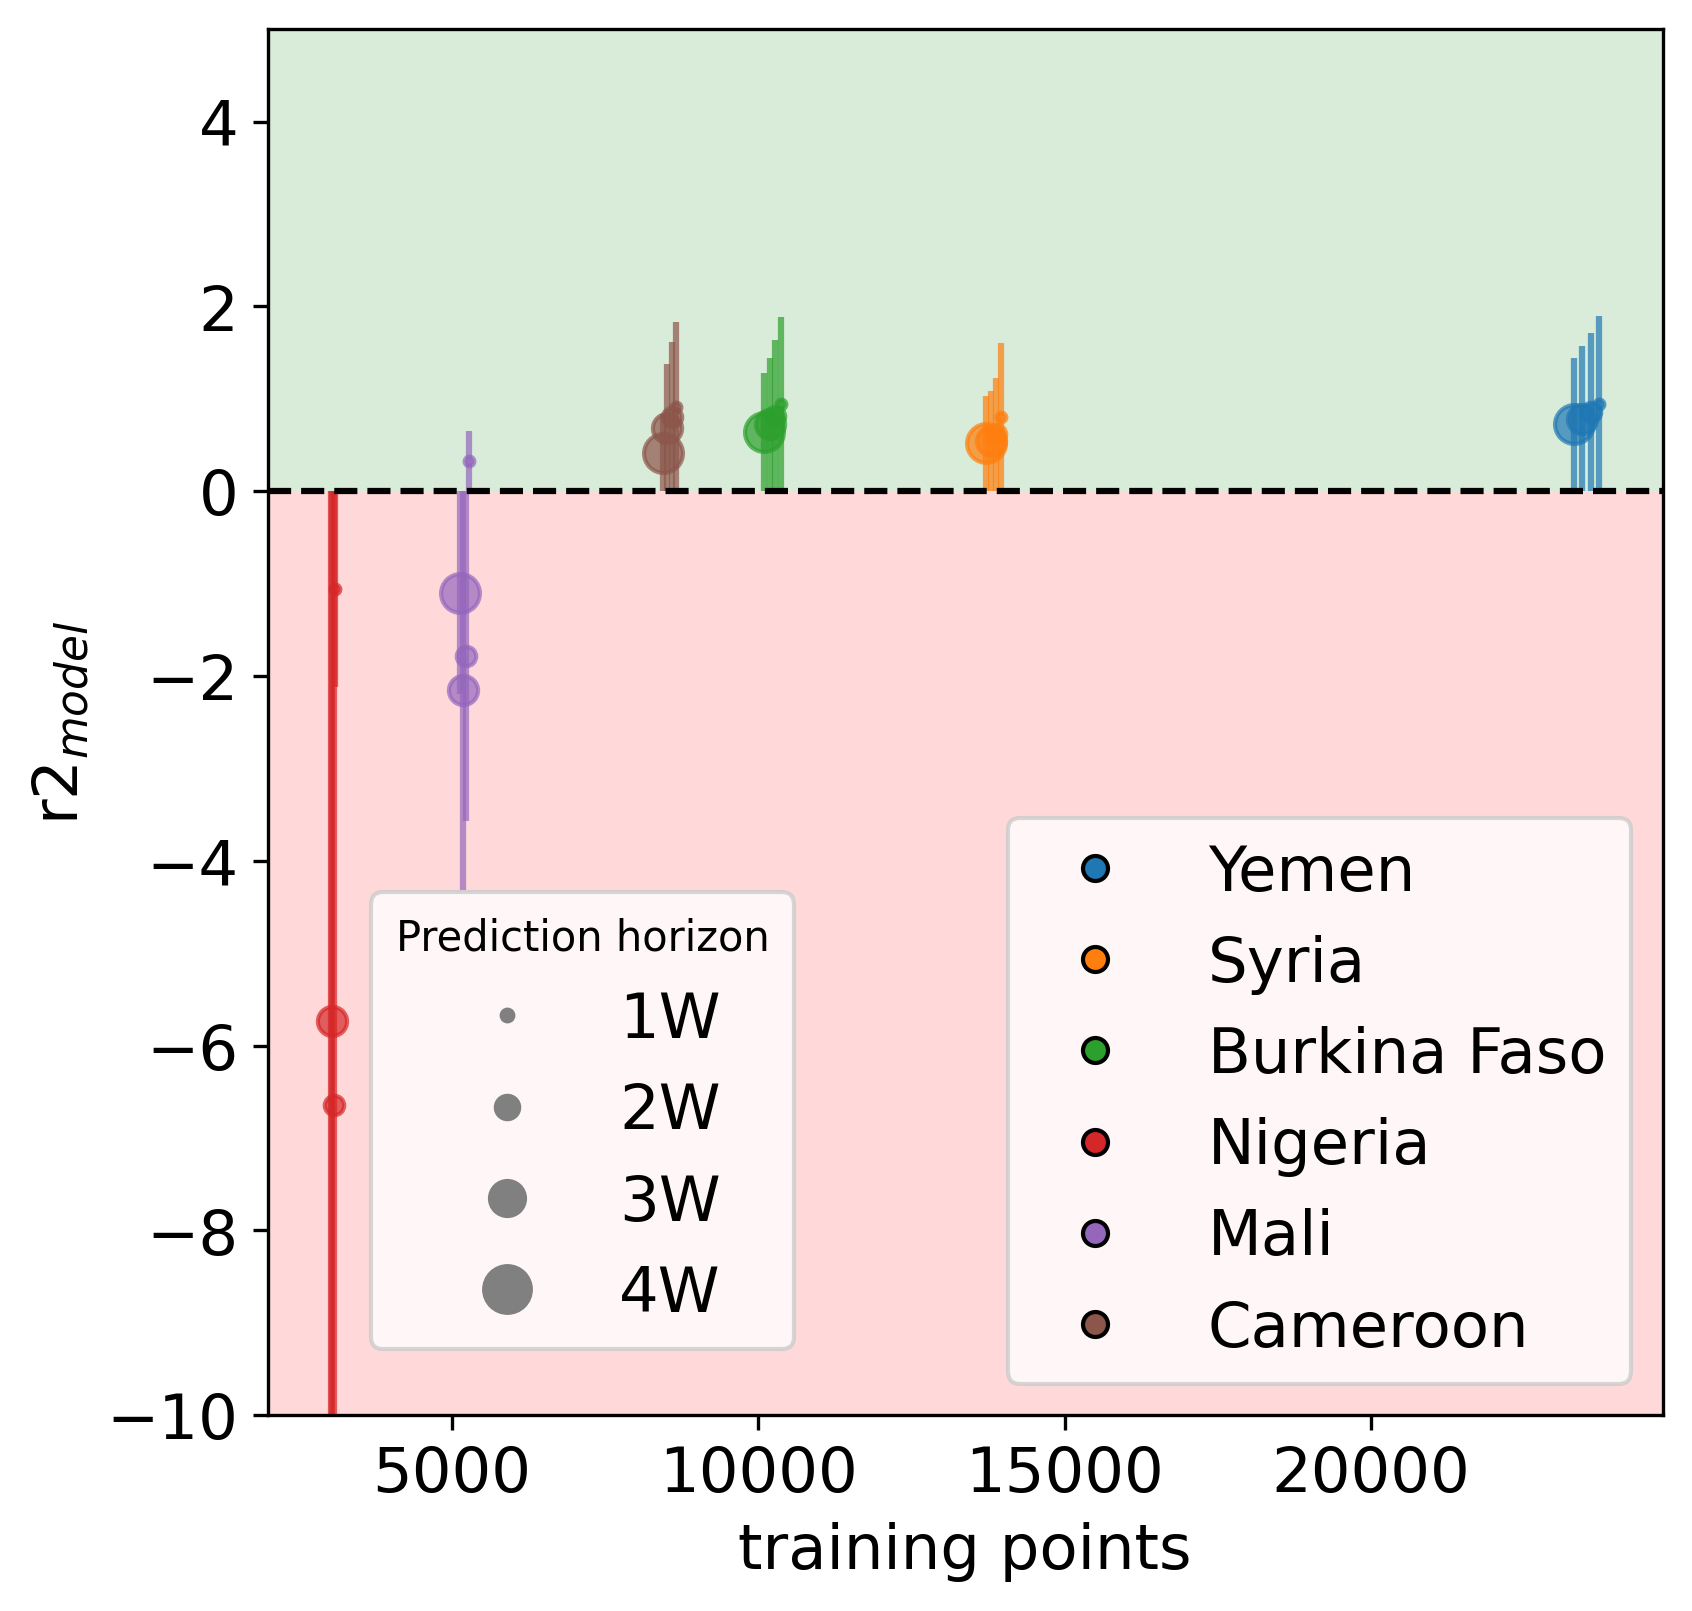 4
2
0
−2
−4
−6
−8
−10
r2model
5000 10000 15000 20000
training points
Prediction horizon
1W
2W
3W
4W
Yemen
Syria
Burkina Faso
Nigeria
Mali
Cameroon